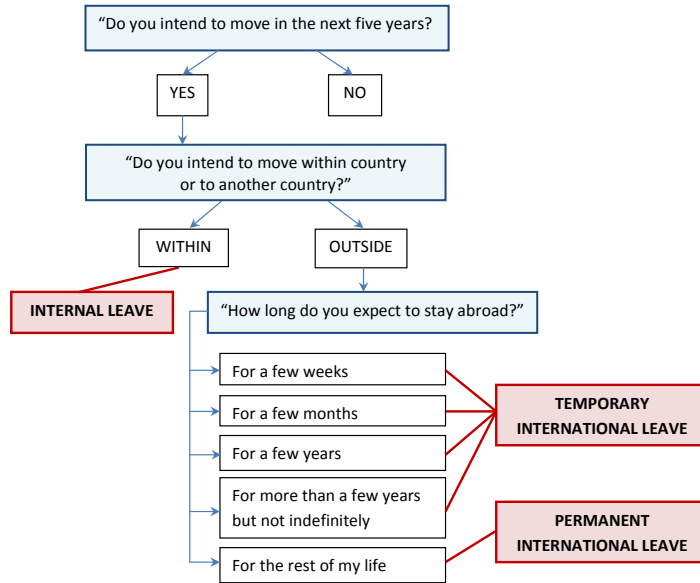 “Do you intend to move in the next five years?
YES
NO
“Do you intend to move within country
or to another country?”
WITHIN
OUTSIDE
INTERNAL LEAVE
“How long do you expect to stay abroad?”
For a few weeks
For a few months
For a few years
For more than a few years
but not indefinitely
For the rest of my life
TEMPORARY
INTERNATIONAL LEAVE
PERMANENT
INTERNATIONAL LEAVE